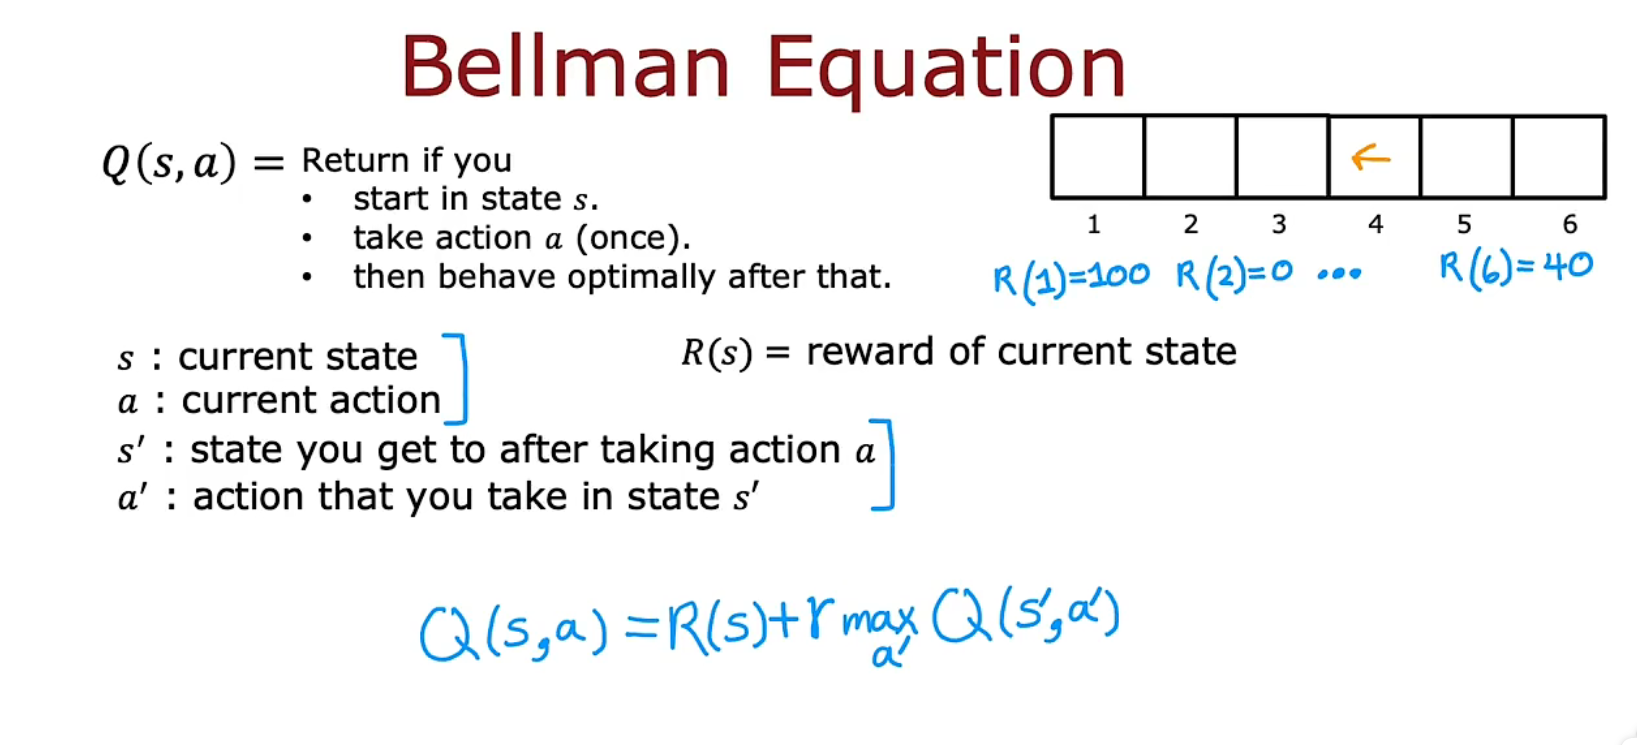 Bellman Equation
Q(s, a) = Return if you
• start in state s.
• take action a (once).
• then behave optimally after that.
←
1 2 3 4 5 6
R(1)=100 R(2)=0 ... R(6)=40
s : current state
a : current action
R(s) = reward of current state
s′ : state you get to after taking action a
a′ : action that you take in state s′
Q(s,a) =R(s)+γ max Q(s′,a′)
a′